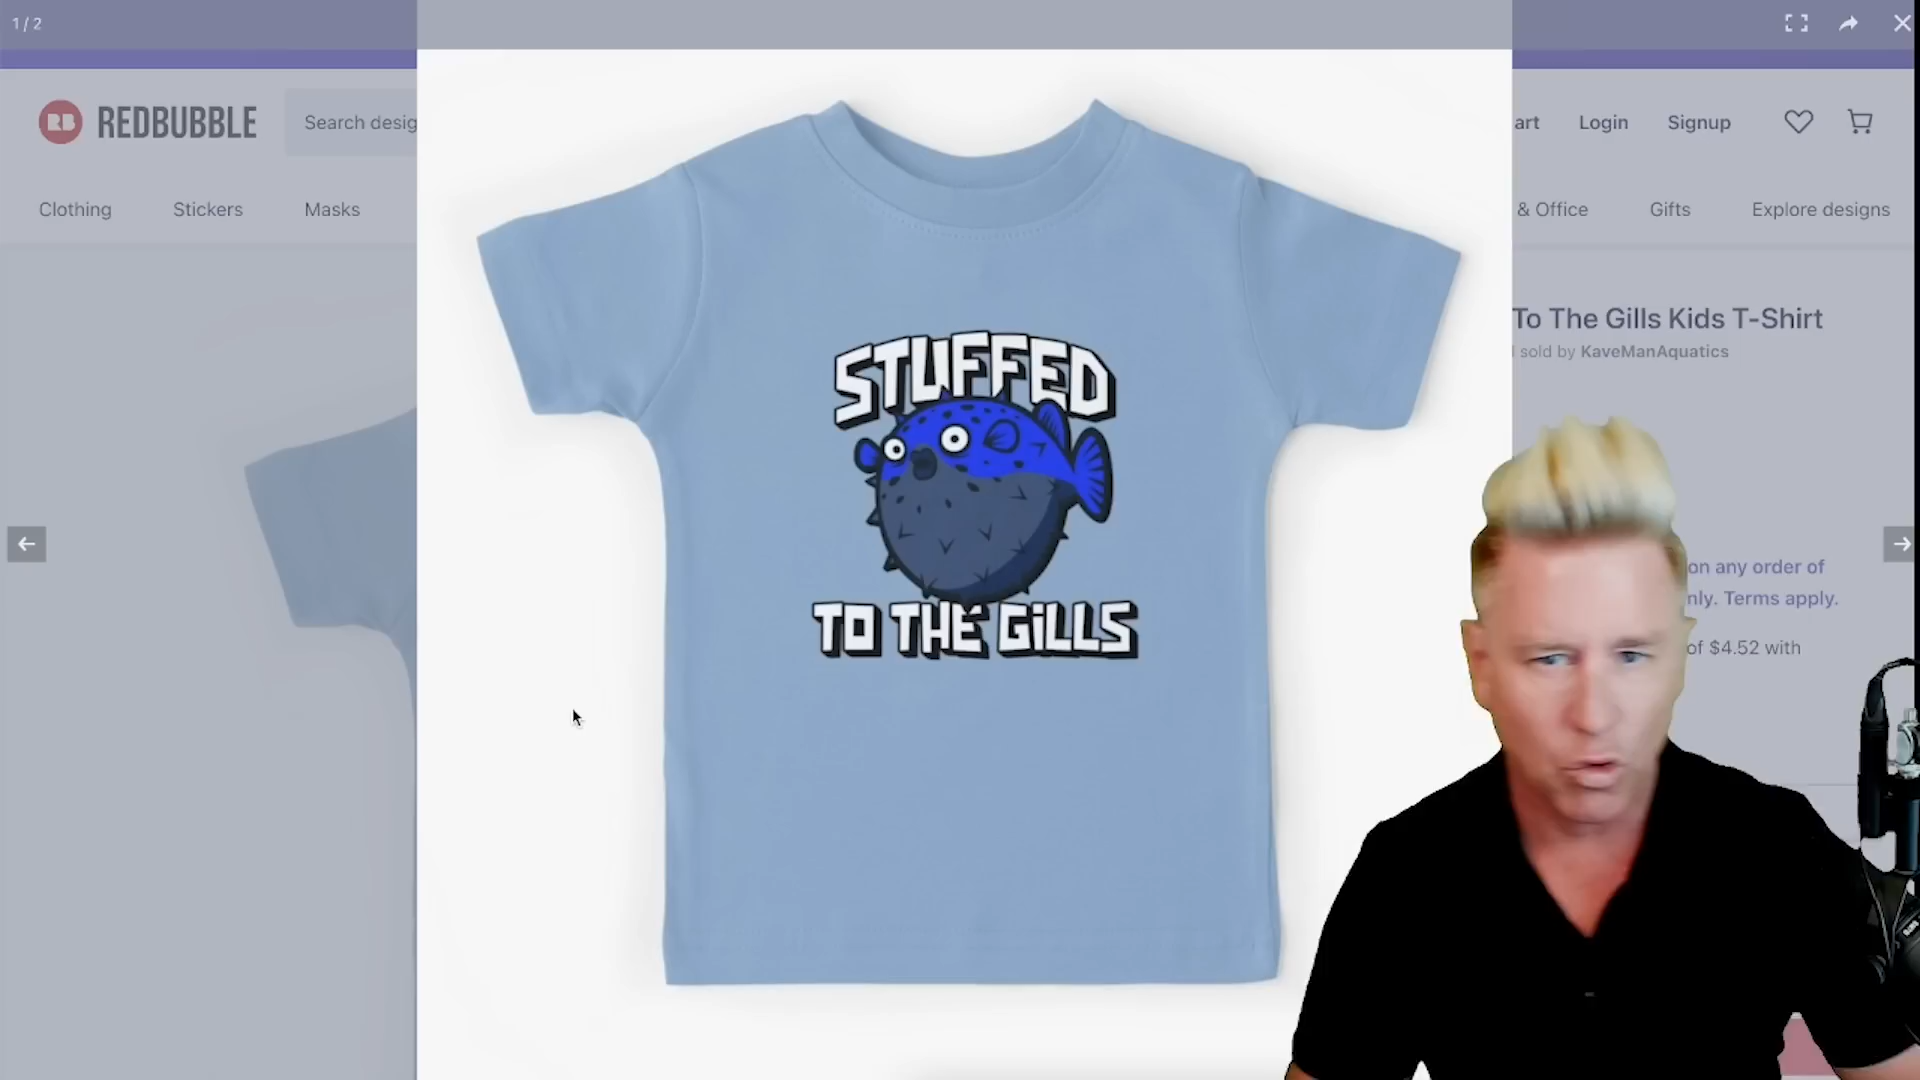 1 / 2
RB REDBUBBLE
Search desig
art
Login
Signup
Clothing
Stickers
Masks
& Office
Gifts
Explore designs
To The Gills Kids T-Shirt
sold by KaveManAquatics
STUFFED
TO THE GiLLS
on any order of
nly. Terms apply.
of $4.52 with